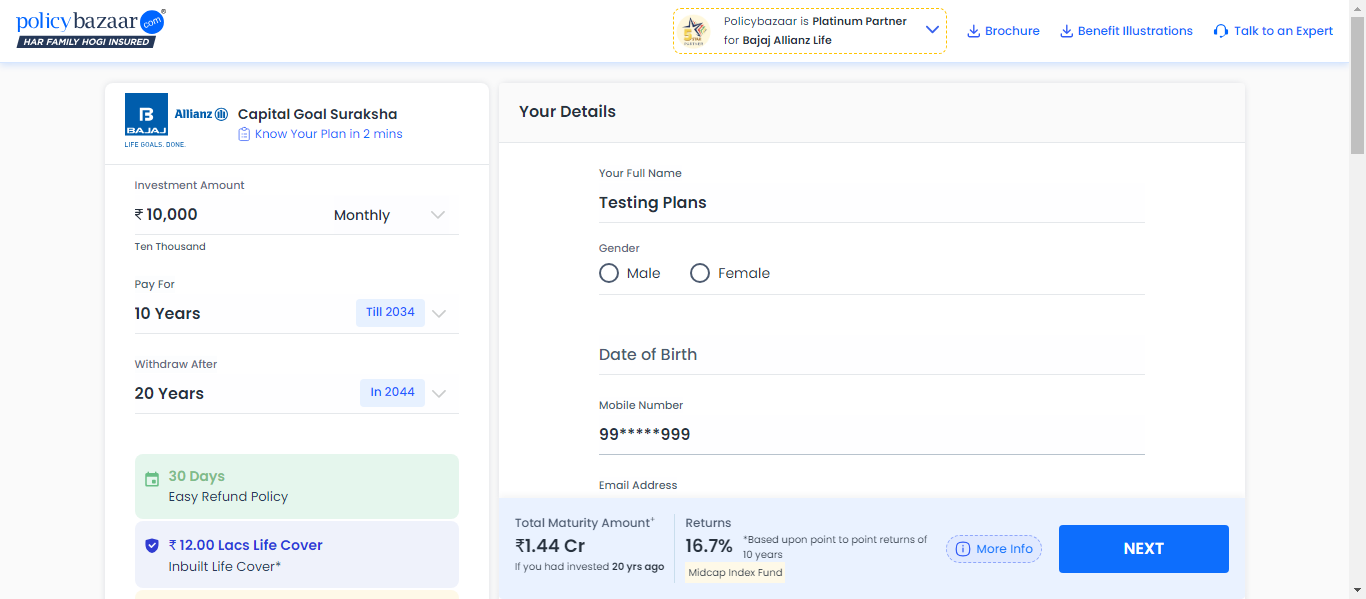 policybazaar.com
HAR FAMILY HOGI INSURED
Policybazaar is Platinum Partner
for Bajaj Allianz Life
Brochure
Benefit Illustrations
Talk to an Expert
B
BAJAJ
Allianz
LIFE GOALS. DONE.
Capital Goal Suraksha
Know Your Plan in 2 mins
Investment Amount
₹ 10,000
Monthly
Ten Thousand
Pay For
10 Years
Till 2034
Withdraw After
20 Years
In 2044
30 Days
Easy Refund Policy
₹ 12.00 Lacs Life Cover
Inbuilt Life Cover*
Your Details
Your Full Name
Testing Plans
Gender
Male
Female
Date of Birth
Mobile Number
99*****999
Email Address
Total Maturity Amount+
₹1.44 Cr
If you had invested 20 yrs ago
Returns
16.7%
*Based upon point to point returns of
10 years
Midcap Index Fund
More Info
NEXT